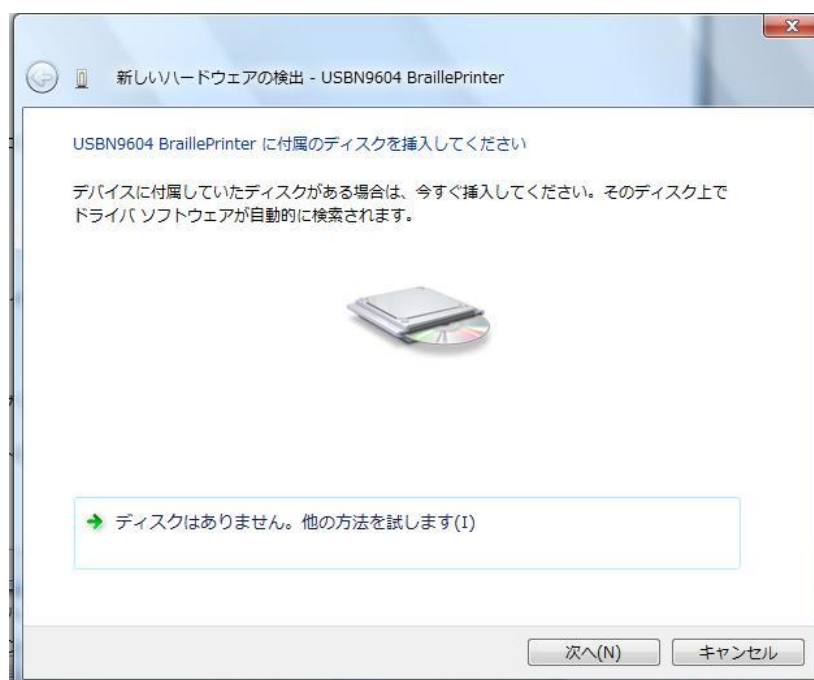 新しいハードウェアの検出 - USBN9604 BraillePrinter
USBN9604 BraillePrinter に付属のディスクを挿入してください
デバイスに付属していたディスクがある場合は、今すぐ挿入してください。そのディスク上で
ドライバ ソフトウェアが自動的に検索されます。
ディスクはありません。他の方法を試します(I)
次へ(N)
キャンセル